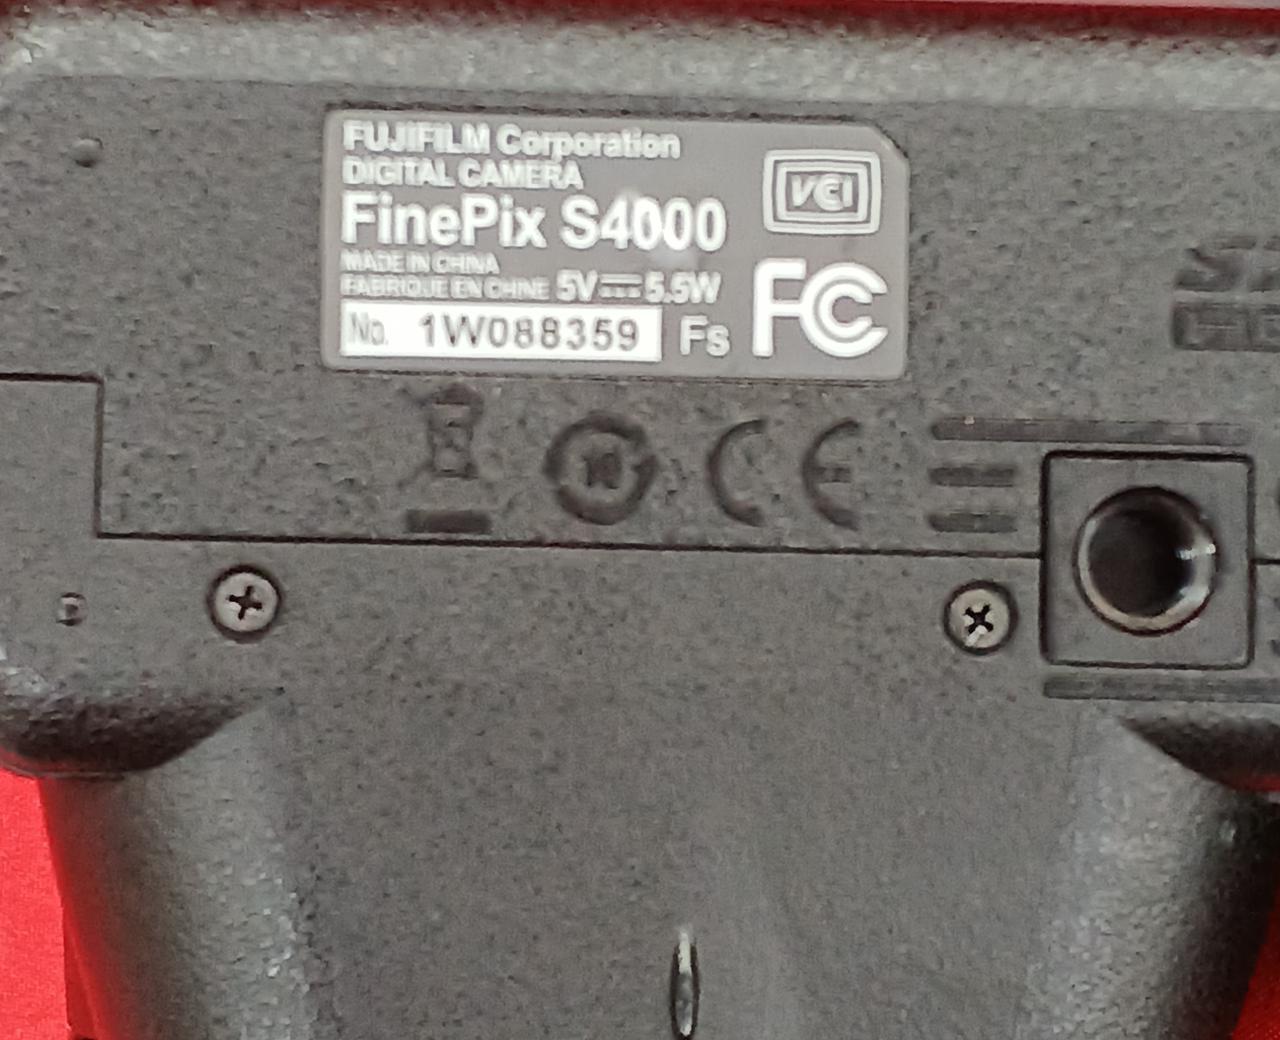 FUJIFILM Corporation
DIGITAL CAMERA
FinePix S4000
VCI
MADE IN CHINA
FABRIQUE EN CHINE 5V 5.5W
No. 1W088359 Fs
FC
CE